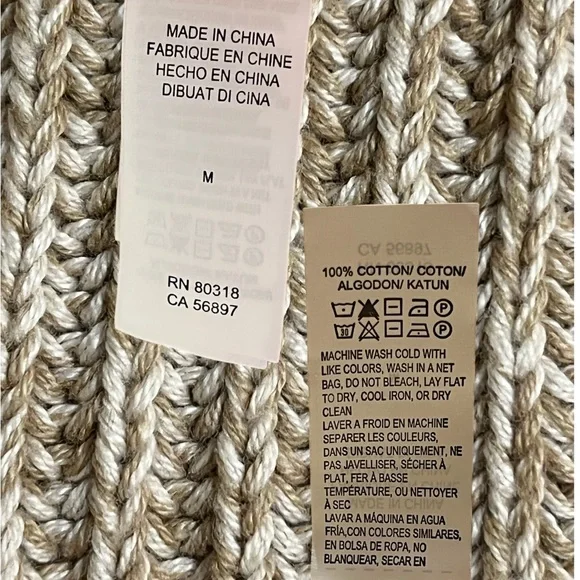 MADE IN CHINA
FABRIQUE EN CHINE
HECHO EN CHINA
DIBUAT DI CINA
M
RN 80318
CA 56897
100% COTTON/ COTON/
ALGODON/ KATUN
30
MACHINE WASH COLD WITH
LIKE COLORS, WASH IN A NET
BAG, DO NOT BLEACH, LAY FLAT
TO DRY, COOL IRON, OR DRY
CLEAN
LAVER A FROID EN MACHINE
SEPARER LES COULEURS,
DANS UN SAC UNIQUEMENT, NE
PAS JAVELLISER, SÉCHER À
PLAT, FER À BASSE
TEMPÉRATURE, OU NETTOYER
À SEC
LAVAR A MÁQUINA EN AGUA
FRÍA,CON COLORES SIMILARES,
EN BOLSA DE ROPA, NO
BLANQUEAR, SECAR EN